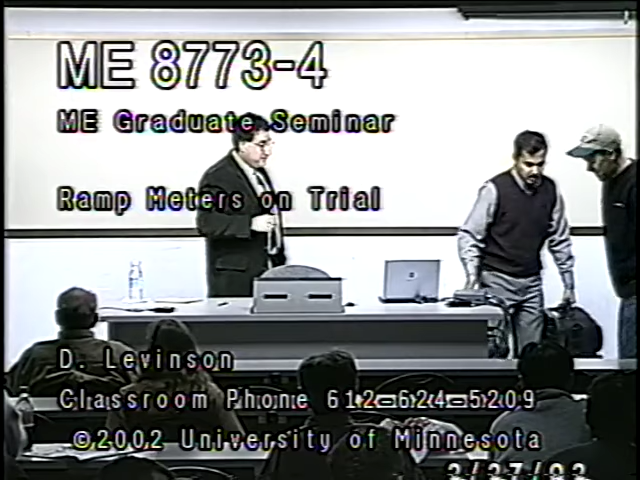 ME 8773-4
ME Graduate Seminar
Ramp Meters on Trial
D. Levinson
Classroom Phone 612-624-5209
©2002 University of Minnesota